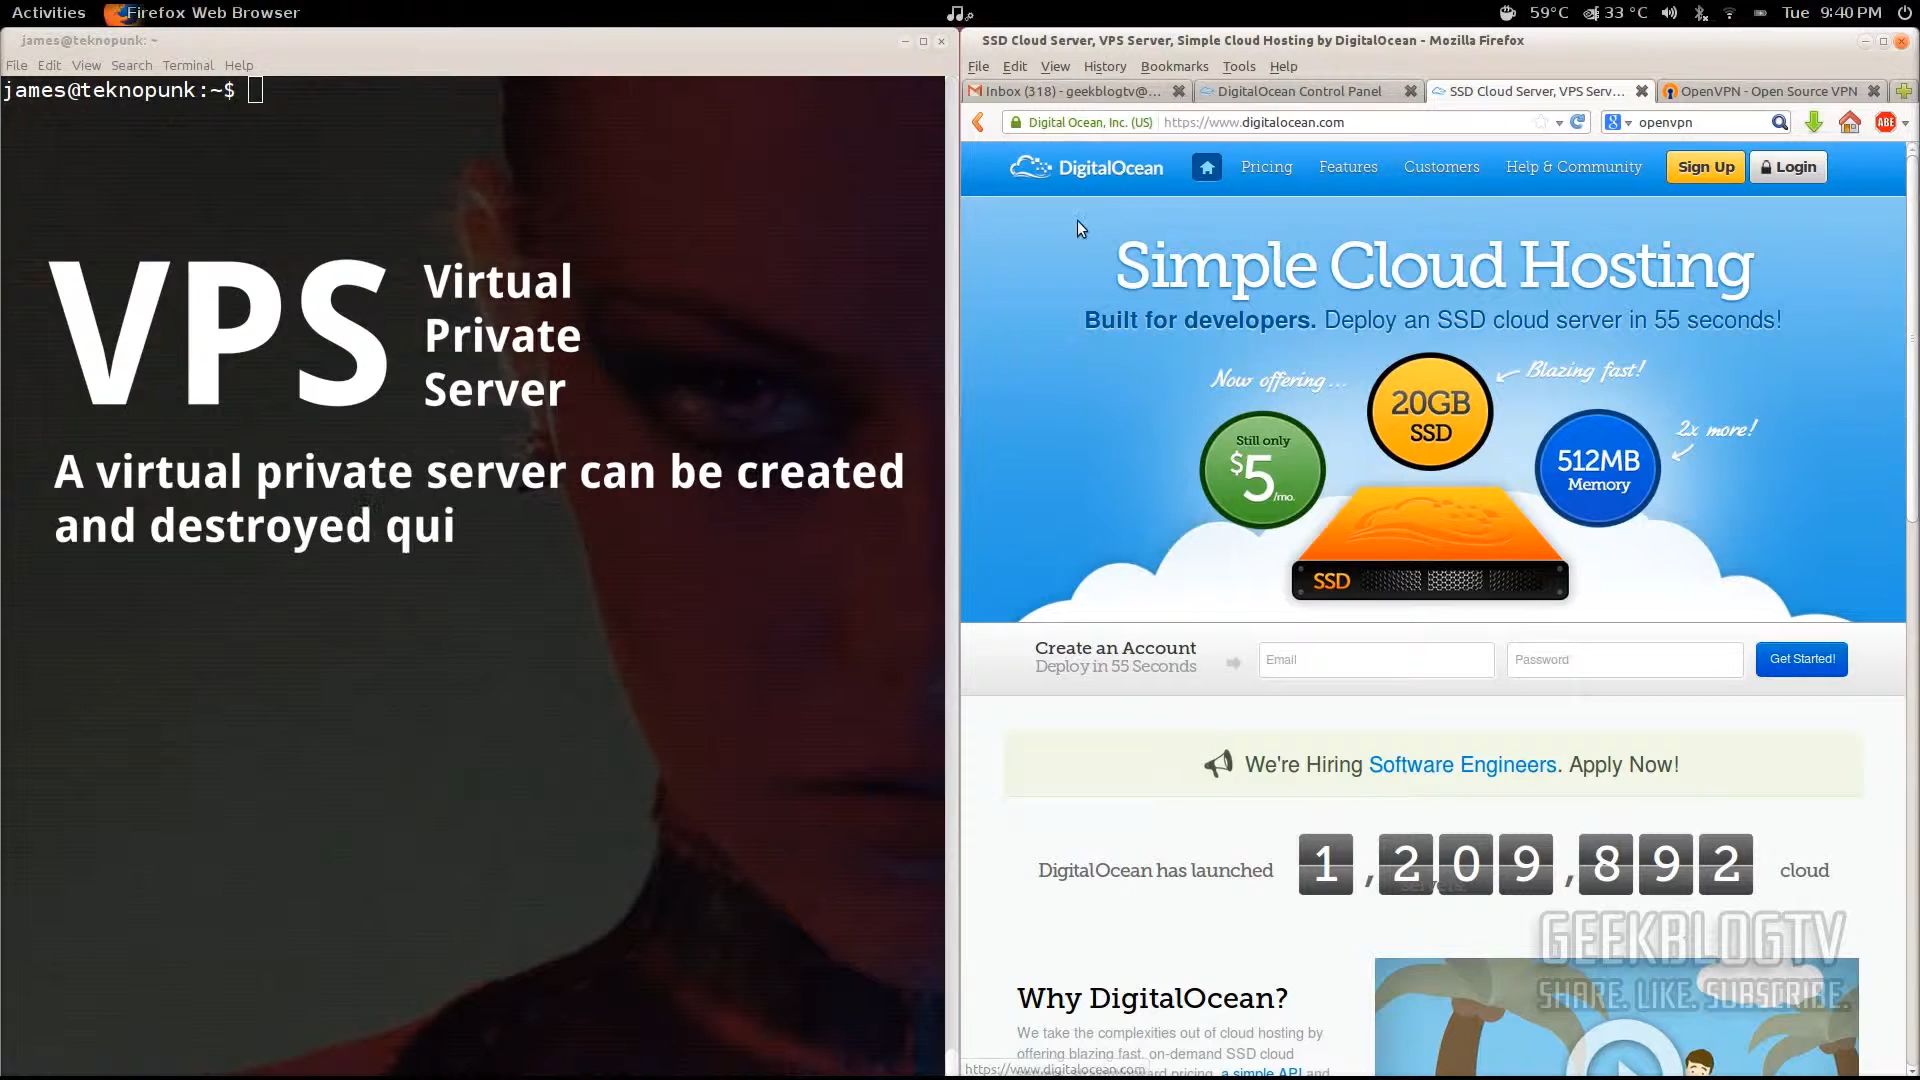 Activities
Firefox Web Browser
59°C
33 °C
Tue 9:40 PM
james@teknopunk: ~
File Edit View Search Terminal Help
james@teknopunk:~$
VPS
Virtual
Private
Server
A virtual private server can be created
and destroyed qui
SSD Cloud Server, VPS Server, Simple Cloud Hosting by DigitalOcean - Mozilla Firefox
File Edit View History Bookmarks Tools Help
Inbox (318) - geekblogtv@...
DigitalOcean Control Panel
SSD Cloud Server, VPS Serv...
OpenVPN - Open Source VPN
Digital Ocean, Inc. (US)
https://www.digitalocean.com
openvpn
ABE
DigitalOcean
Pricing
Features
Customers
Help & Community
Sign Up
Login
Simple Cloud Hosting
Built for developers. Deploy an SSD cloud server in 55 seconds!
Now offering...
Still only
$5/mo.
20GB
SSD
Blazing fast!
512MB
Memory
2x more!
SSD
Create an Account
Deploy in 55 Seconds
Email
Password
Get Started!
We're Hiring Software Engineers. Apply Now!
DigitalOcean has launched 1,209,892 cloud
servers.
GEEKBLOGTV
SHARE. LIKE. SUBSCRIBE.
Why DigitalOcean?
We take the complexities out of cloud hosting by
offering blazing fast, on-demand SSD cloud
a simple API and
https://www.digitalocean.com